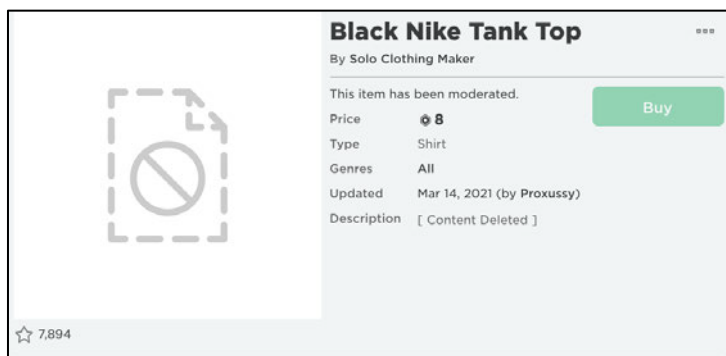 Black Nike Tank Top
By Solo Clothing Maker
This item has been moderated.
Buy
Price 8
Type Shirt
Genres All
Updated Mar 14, 2021 (by Proxussy)
Description [ Content Deleted ]
7,894